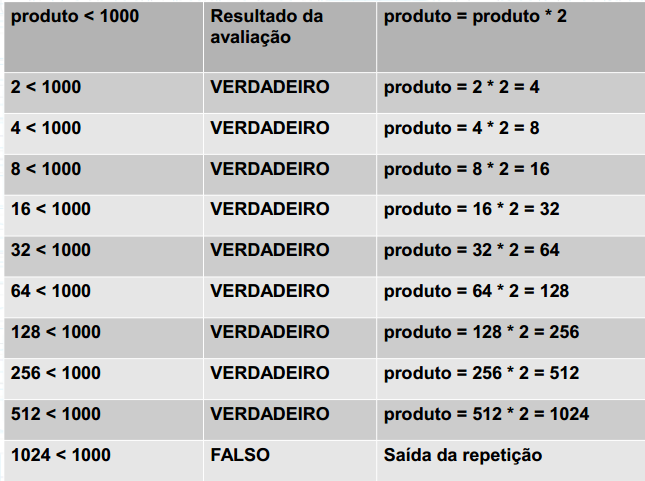 produto < 1000 Resultado da produto = produto * 2
avaliação
2 < 1000 VERDADEIRO produto = 2 * 2 = 4
4 < 1000 VERDADEIRO produto = 4 * 2 = 8
8 < 1000 VERDADEIRO produto = 8 * 2 = 16
16 < 1000 VERDADEIRO produto = 16 * 2 = 32
32 < 1000 VERDADEIRO produto = 32 * 2 = 64
64 < 1000 VERDADEIRO produto = 64 * 2 = 128
128 < 1000 VERDADEIRO produto = 128 * 2 = 256
256 < 1000 VERDADEIRO produto = 256 * 2 = 512
512 < 1000 VERDADEIRO produto = 512 * 2 = 1024
1024 < 1000 FALSO Saída da repetição